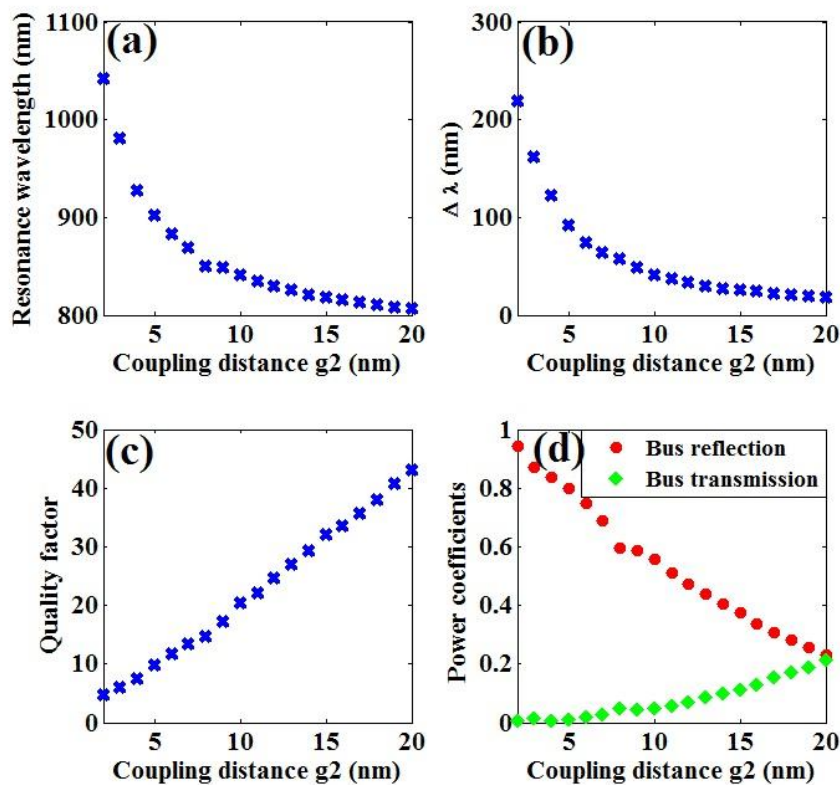 (a)
Resonance wavelength (nm)
1100
1000
900
800
5 10 15 20
Coupling distance g2 (nm)
(b)
Δ λ (nm)
300
200
100
0
5 10 15 20
Coupling distance g2 (nm)
(c)
Quality factor
50
40
30
20
10
0
5 10 15 20
Coupling distance g2 (nm)
(d)
Power coefficients
1
0.8
0.6
0.4
0.2
0
Bus reflection
Bus transmission
5 10 15 20
Coupling distance g2 (nm)